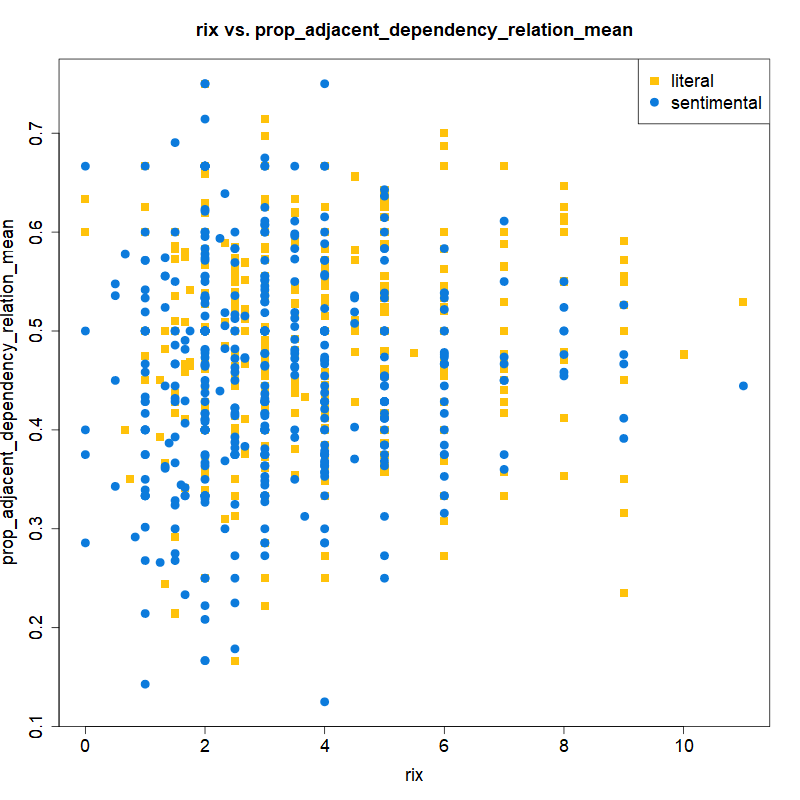 rix vs. prop_adjacent_dependency_relation_mean
literal
sentimental
prop_adjacent_dependency_relation_mean
0.7
0.6
0.5
0.4
0.3
0.2
0.1
0 2 4 6 8 10
rix